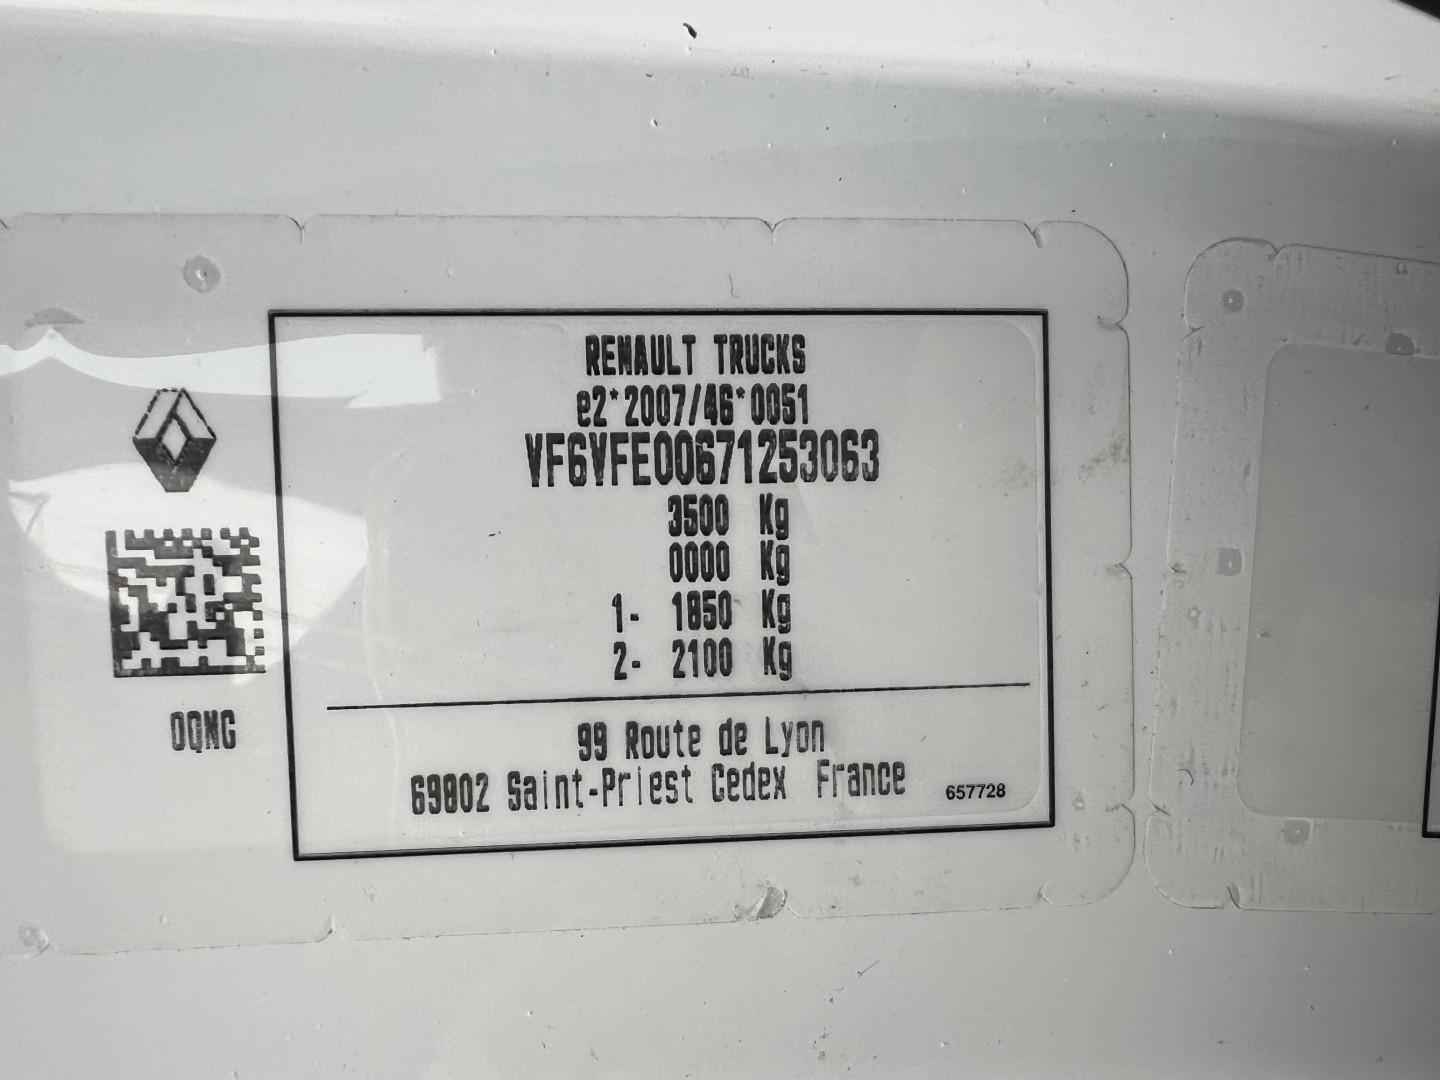 RENAULT TRUCKS
e2*2007/46*0051
VF6VFE00671253063
3500 Kg
0000 Kg
1- 1850 Kg
2- 2100 Kg
OQNG
99 Route de Lyon
69802 Saint-Priest Cedex France
657728